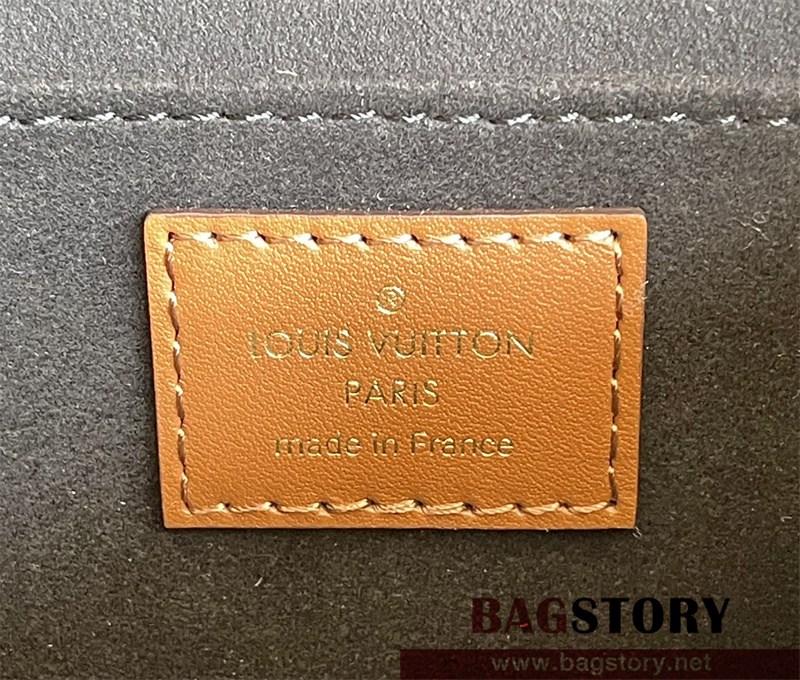 LOUIS VUITTON
PARIS
made in France
BAGSTORY
www.bagstory.net